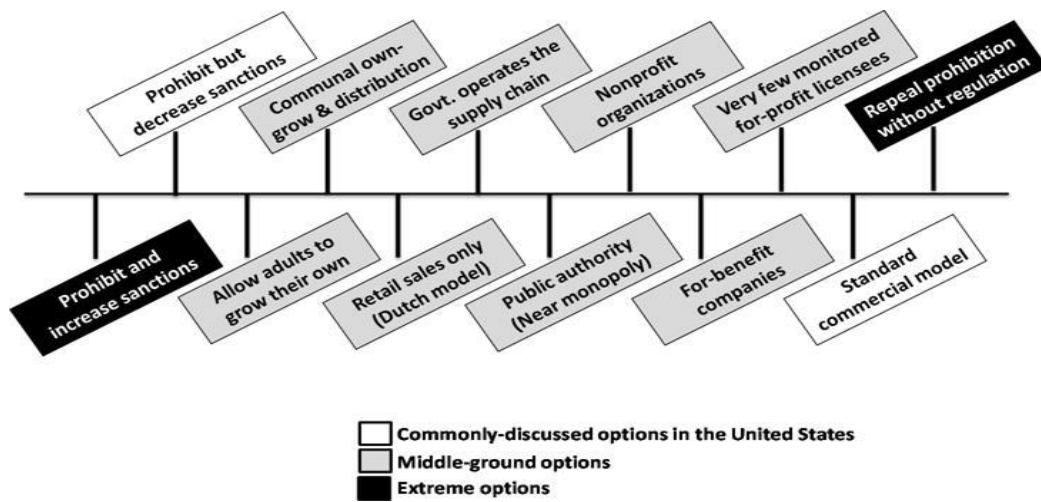 Prohibit but
decrease sanctions
Communal own-
grow & distribution
Govt. operates the
supply chain
Nonprofit
organizations
Very few monitored
for-profit licensees
Repeal prohibition
without regulation
Prohibit and
increase sanctions
Allow adults to
grow their own
Retail sales only
(Dutch model)
Public authority
(Near monopoly)
For-benefit
companies
Standard
commercial model
Commonly-discussed options in the United States
Middle-ground options
Extreme options